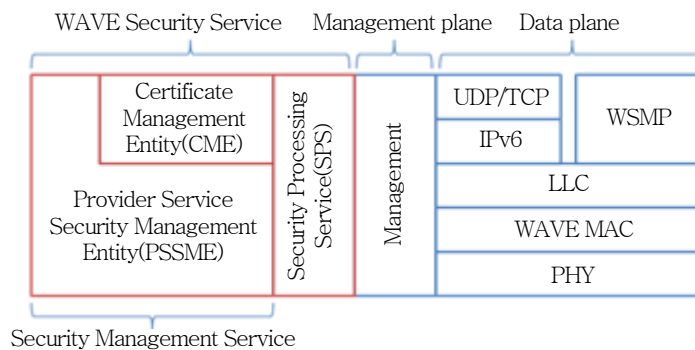 WAVE Security Service
Management plane
Data plane
Certificate
Management
Entity(CME)
Provider Service
Security Management
Entity(PSSME)
Security Processing
Service(SPS)
Management
UDP/TCP
IPv6
WSMP
LLC
WAVE MAC
PHY
Security Management Service